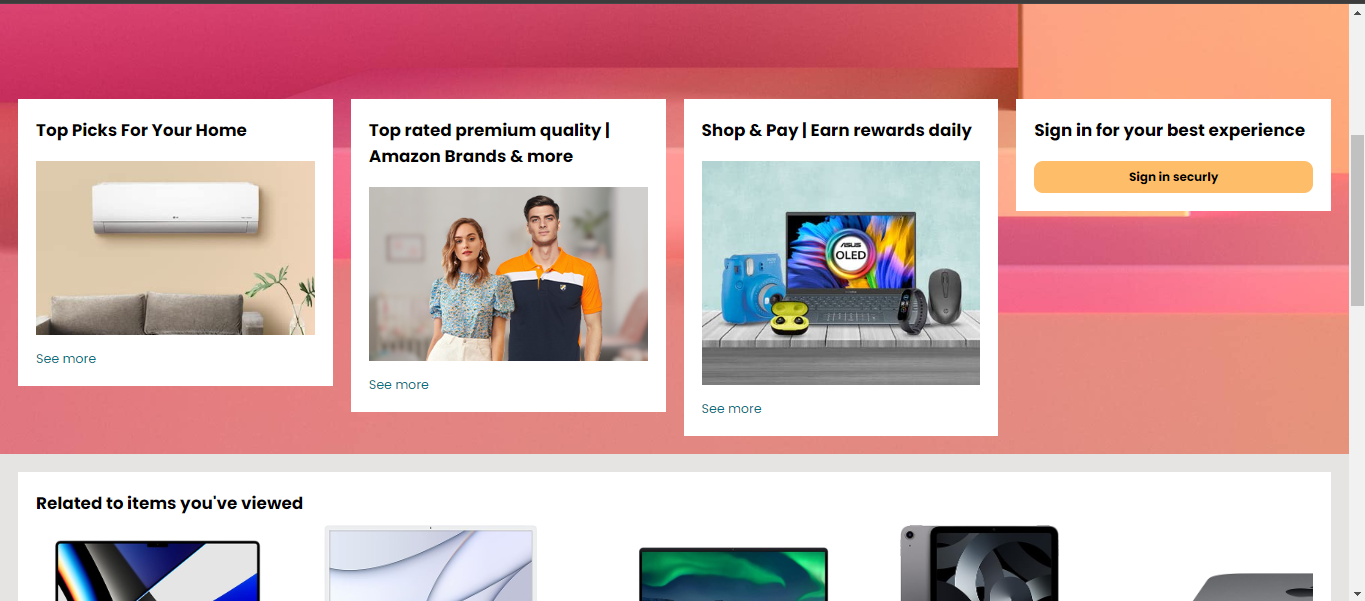 Top Picks For Your Home
See more
Top rated premium quality |
Amazon Brands & more
See more
Shop & Pay | Earn rewards daily
ASUS
OLED
See more
Sign in for your best experience
Sign in securly
Related to items you've viewed